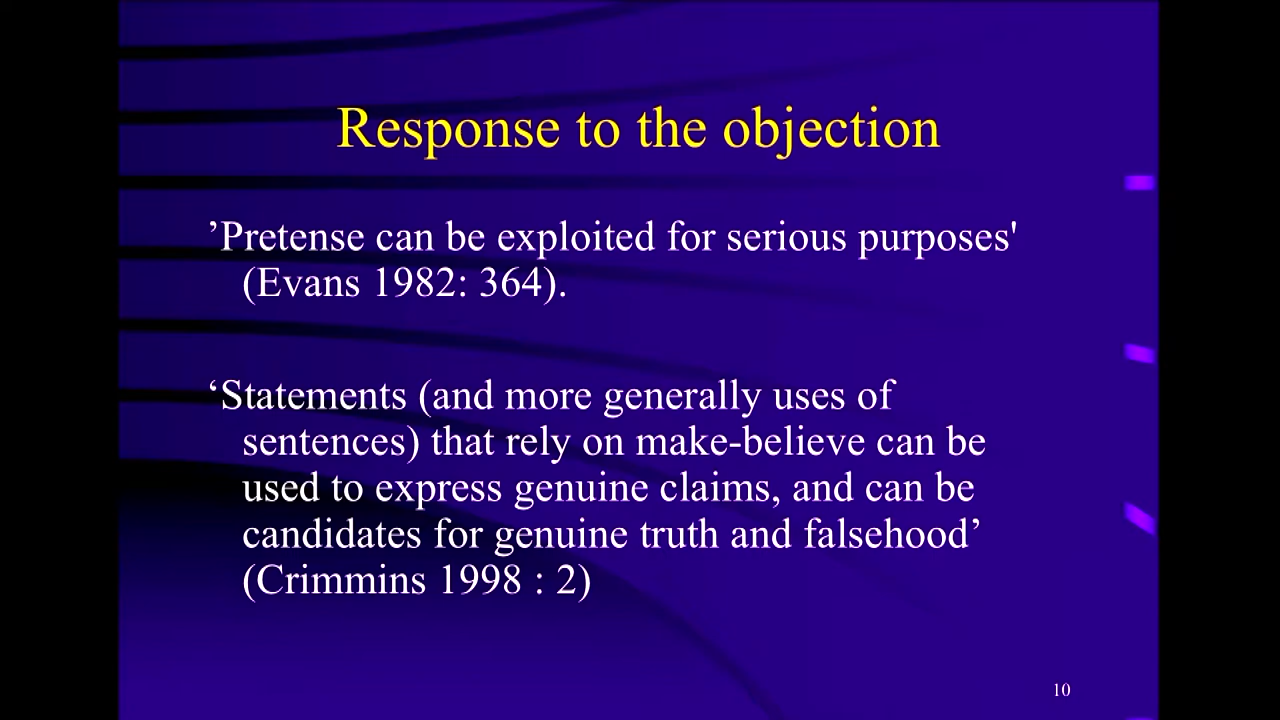 Response to the objection
’Pretense can be exploited for serious purposes'
(Evans 1982: 364).
‘Statements (and more generally uses of
sentences) that rely on make-believe can be
used to express genuine claims, and can be
candidates for genuine truth and falsehood’
(Crimmins 1998 : 2)
10